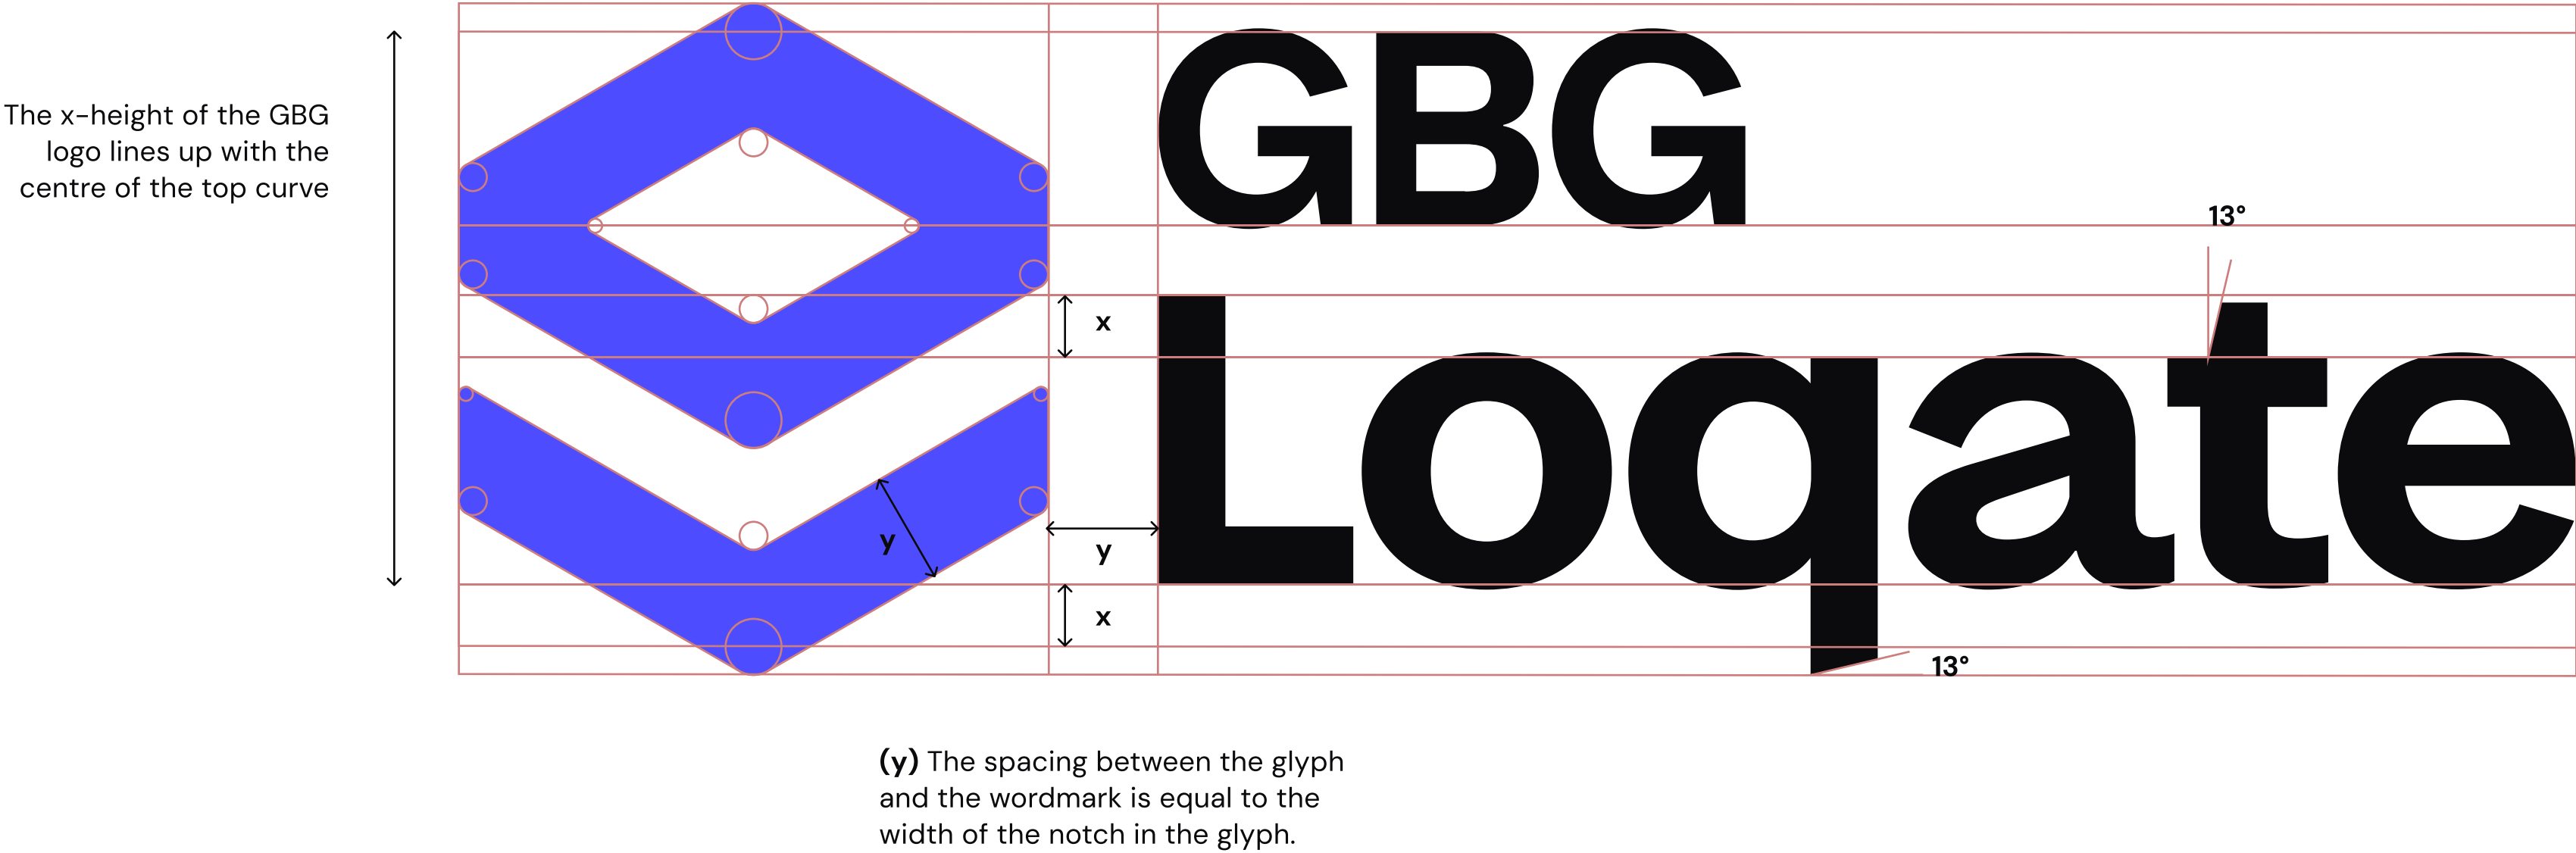 The x-height of the GBG
logo lines up with the
centre of the top curve
GBG
13°
x
Loqate
y
y
x
13°
(y) The spacing between the glyph
and the wordmark is equal to the
width of the notch in the glyph.